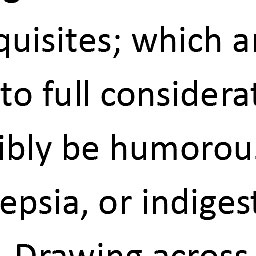 quisites; which ar
to full considerat
ibly be humorou
epsia, or indigest
Drawing across